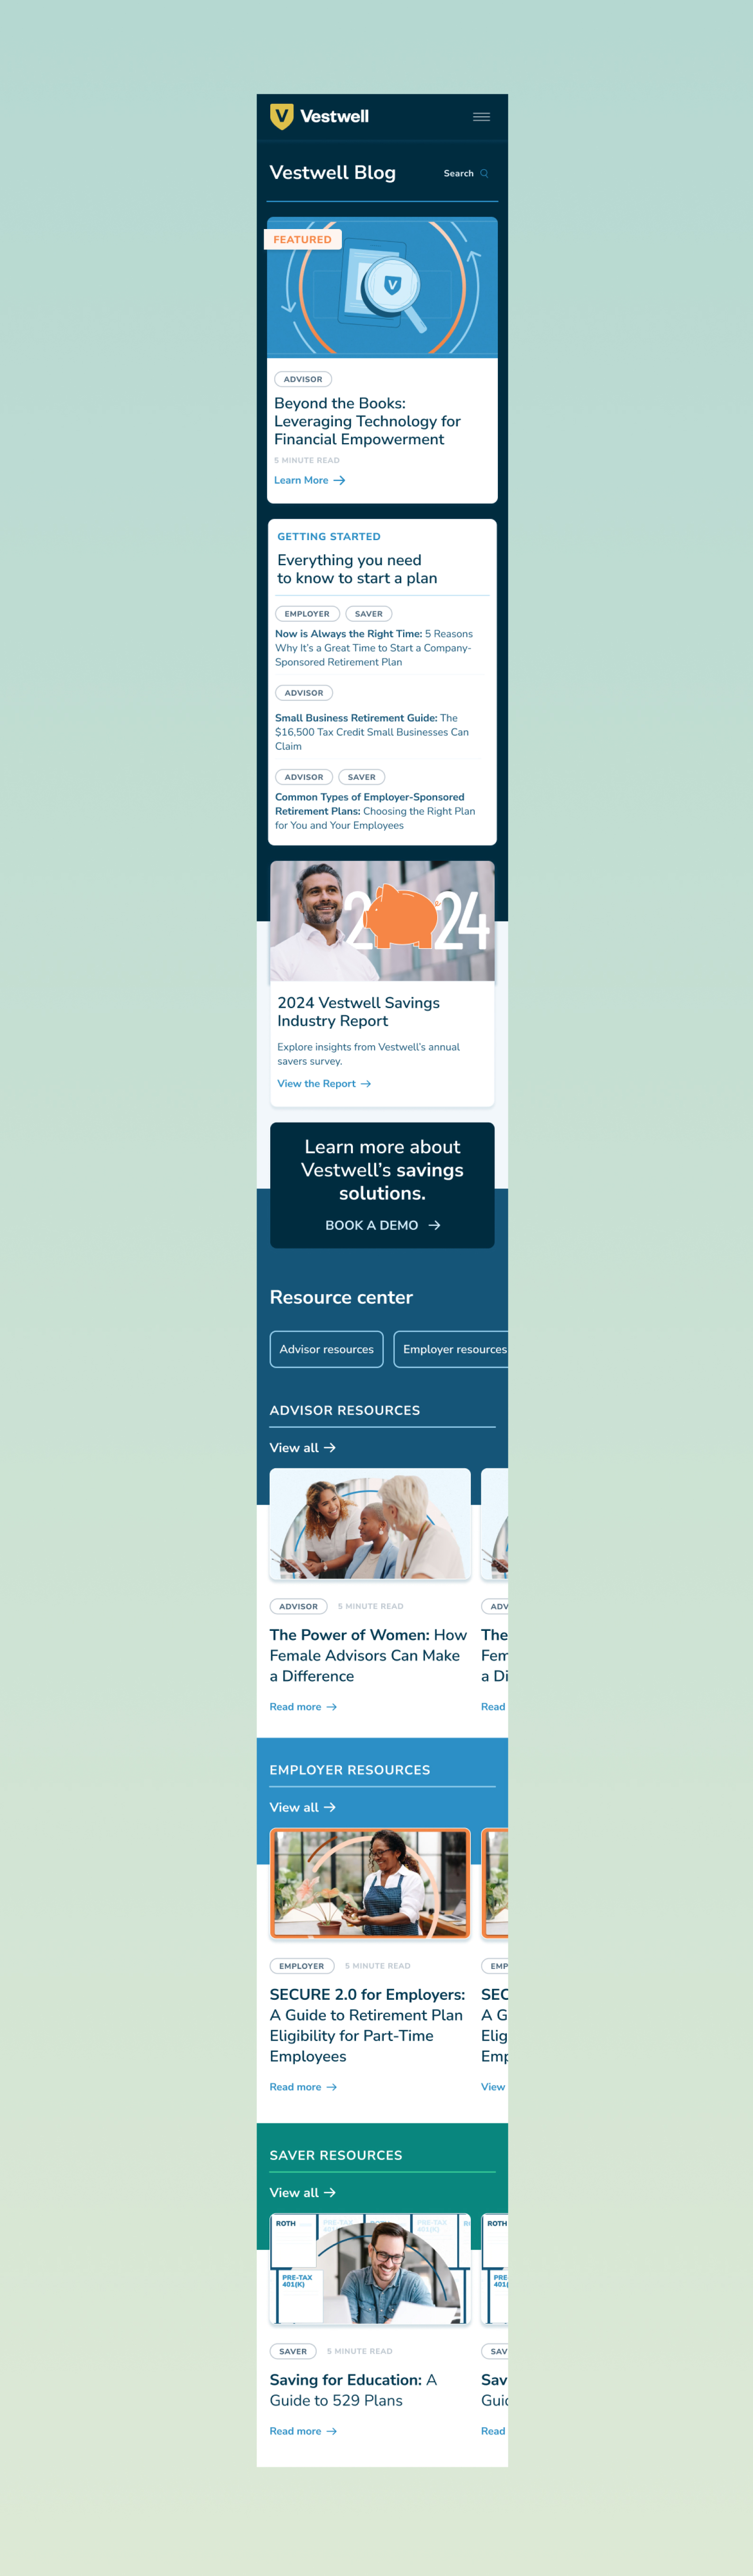 V Vestwell
Vestwell Blog
Search
FEATURED
V
ADVISOR
Beyond the Books:
Leveraging Technology for
Financial Empowerment
5 MINUTE READ
Learn More →
GETTING STARTED
Everything you need
to know to start a plan
EMPLOYER SAVER
Now is Always the Right Time: 5 Reasons
Why It's a Great Time to Start a Company-
Sponsored Retirement Plan
ADVISOR
Small Business Retirement Guide: The
$16,500 Tax Credit Small Businesses Can
Claim
ADVISOR SAVER
Common Types of Employer-Sponsored
Retirement Plans: Choosing the Right Plan
for You and Your Employees
2 24
2024 Vestwell Savings
Industry Report
Explore insights from Vestwell's annual
savers survey.
View the Report →
Learn more about
Vestwell's savings
solutions.
BOOK A DEMO →
Resource center
Advisor resources
Employer resources
ADVISOR RESOURCES
View all →
ADVISOR 5 MINUTE READ
The Power of Women: How
Female Advisors Can Make
a Difference
Read more →
ADV
The
Fem
a Di
Read
EMPLOYER RESOURCES
View all →
EMPLOYER 5 MINUTE READ
SECURE 2.0 for Employers:
A Guide to Retirement Plan
Eligibility for Part-Time
Employees
Read more →
EMP
SEC
A G
Elig
Emp
View
SAVER RESOURCES
View all →
ROTH
PRE-TAX
401(K)
PRE-TAX
401(K)
PRE-TAX
401(K)
SAVER 5 MINUTE READ
Saving for Education: A
Guide to 529 Plans
Read more →
ROTH
PRE-
401(
SAV
Sav
Guid
Read